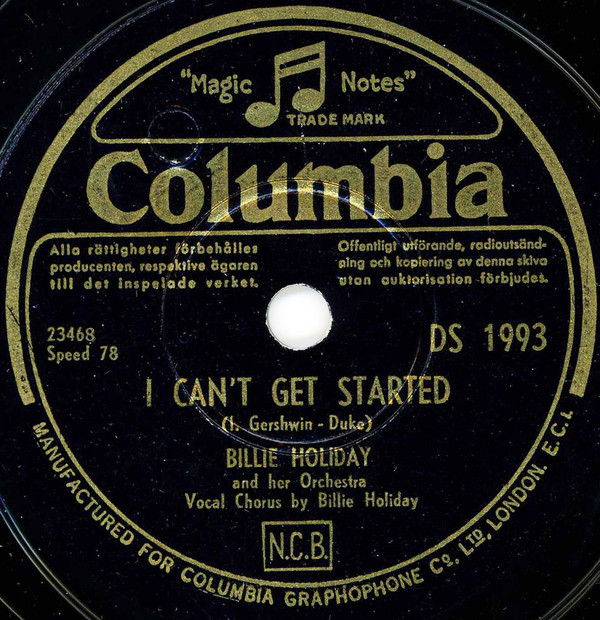 "Magic Notes"
TRADE MARK
Columbia
Alla rättigheter förbehålles
producenten, respektive ägaren
till det inspelade verket.
Offentligt utförande, radioutsänd-
ning och kopiering av denna skiva
utan auktorisation förbjudes.
23468
Speed 78
DS 1993
I CAN'T GET STARTED
(I. Gershwin - Duke)
BILLIE HOLIDAY
and her Orchestra
Vocal Chorus by Billie Holiday
N.C.B.
MANUFACTURED FOR COLUMBIA GRAPHOPHONE Co. LTD. LONDON. E.C.1.